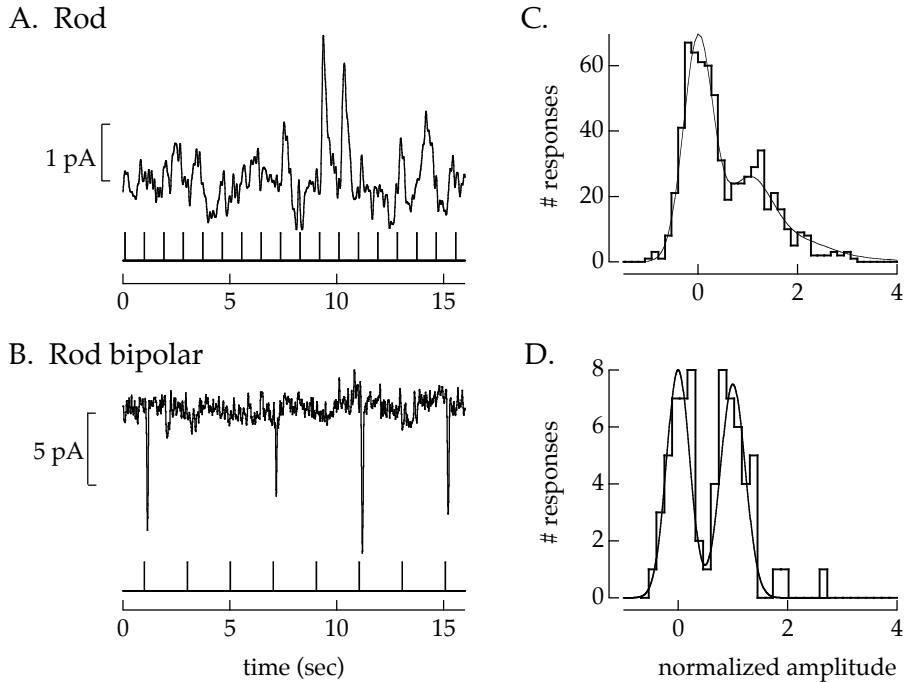 A. Rod
1 pA
0 5 10 15
B. Rod bipolar
5 pA
0 5 10 15
time (sec)
C.
# responses
60
40
20
0
0 2 4
D.
# responses
8
6
4
2
0
0 2 4
normalized amplitude